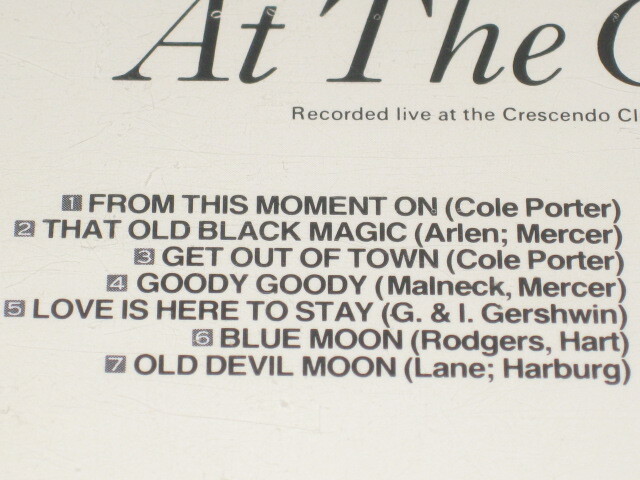 At The
Recorded live at the Crescendo
1 FROM THIS MOMENT ON (Cole Porter)
2 THAT OLD BLACK MAGIC (Arlen; Mercer)
3 GET OUT OF TOWN (Cole Porter)
4 GOODY GOODY (Malneck, Mercer)
5 LOVE IS HERE TO STAY (G. & I. Gershwin)
6 BLUE MOON (Rodgers, Hart)
7 OLD DEVIL MOON (Lane; Harburg)